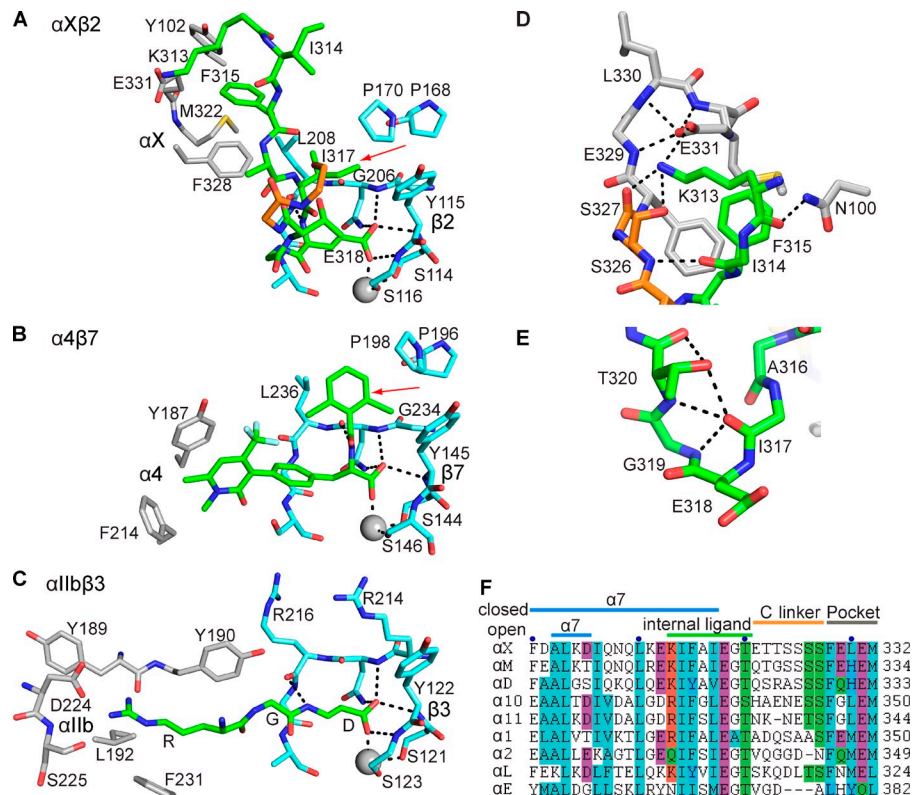 A αXβ2
Y102
K313
E331
F315
M322
αX
F328
I314
P170 P168
L208
I317
G206
Y115
β2
E318
S114
S116
B α4β7
P198 P196
L236
G234
Y187
Y145
α4
β7
F214
S144
S146
C αIIbβ3
R216
R214
Y189
Y190
Y122
β3
D224
αIIb
R
G
D
L192
S121
S225
F231
S123
D
L330
E329
E331
K313
S327
N100
F315
S326
I314
E
A316
T320
I317
G319
E318
F
α7
C linker Pocket
closed
open α7 internal ligand
αX FDALKDIQNQLKEKIFAIEGTETTSSSSFELEM 332
αM FEALKTIQNQLREKIFAIEGTQTGSSSSFEHEM 334
αD FAALGSIQKQLQEKIYAVEGTQSRASSSFQHEM 333
α10 EAALTDIVDALGDRIFGLEGSHAENESSFGLEM 350
α11 KAALTDIVDALGDRIFGLEGTNK-NETSFGLEM 344
α1 ELALVTIVKTLGERIFALEATADQSAASFEMEM 350
α2 EAALLEKAGTLGEQIFSIEGTVQGGD-NFQMEM 349
αL FEKLKDLFTELQKKIYVIEGTSKQDLTSFNMEL 324
αE YMALDGLLSKLRYNIISMEGTVGD---ALHYQL 382